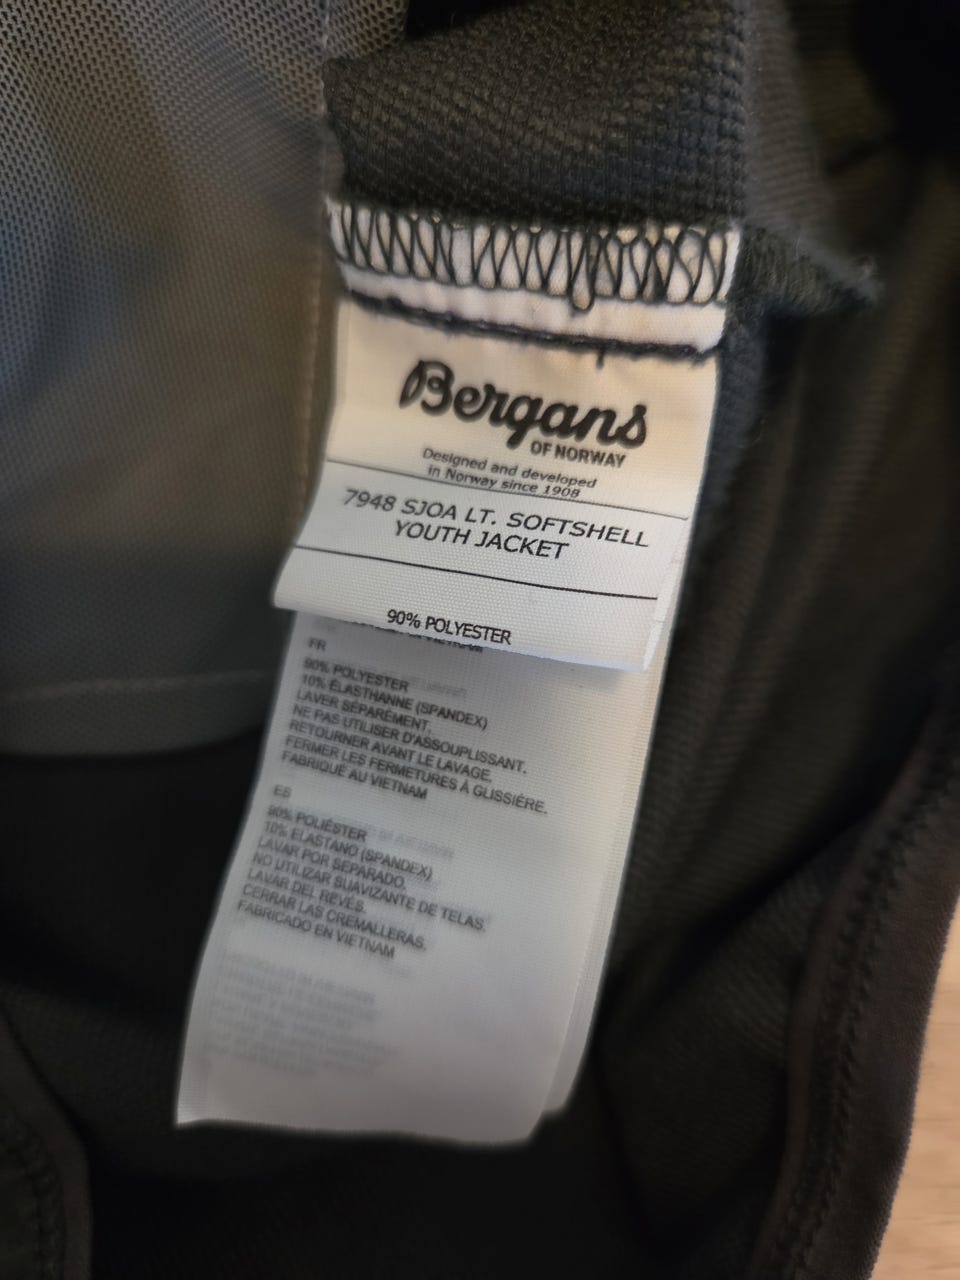 Bergans
OF NORWAY
Designed and developed
in Norway since 1908
7948 SJOA LT. SOFTSHELL
YOUTH JACKET
90% POLYESTER
FR
90% POLYESTER
10% ÉLASTHANNE (SPANDEX)
LAVER SÉPARÉMENT.
NE PAS UTILISER D'ASSOUPLISSANT.
RETOURNER AVANT LE LAVAGE.
FERMER LES FERMETURES À GLISSIÈRE.
FABRIQUÉ AU VIETNAM
ES
90% POLIÉSTER
10% ELASTANO (SPANDEX)
LAVAR POR SEPARADO.
NO UTILIZAR SUAVIZANTE DE TELAS.
LAVAR DEL REVÉS.
CERRAR LAS CREMALLERAS.
FABRICADO EN VIETNAM